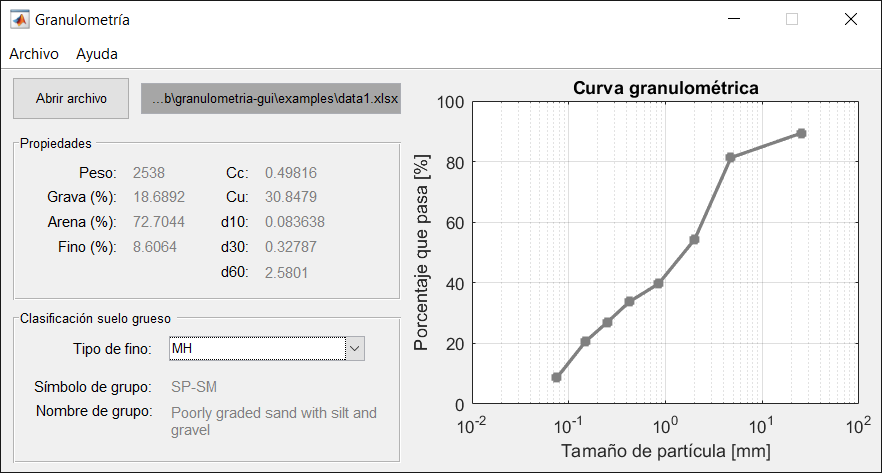 Granulometría
Archivo Ayuda
Abrir archivo
...b\granulometria-gui\examples\data1.xlsx
Propiedades
Peso: 2538 Cc: 0.49816
Grava (%): 18.6892 Cu: 30.8479
Arena (%): 72.7044 d10: 0.083638
Fino (%): 8.6064 d30: 0.32787
d60: 2.5801
Clasificación suelo grueso
Tipo de fino: MH
Símbolo de grupo: SP-SM
Nombre de grupo: Poorly graded sand with silt and
gravel
Curva granulométrica
Porcentaje que pasa [%]
100
80
60
40
20
0
10^-2 10^-1 10^0 10^1 10^2
Tamaño de partícula [mm]